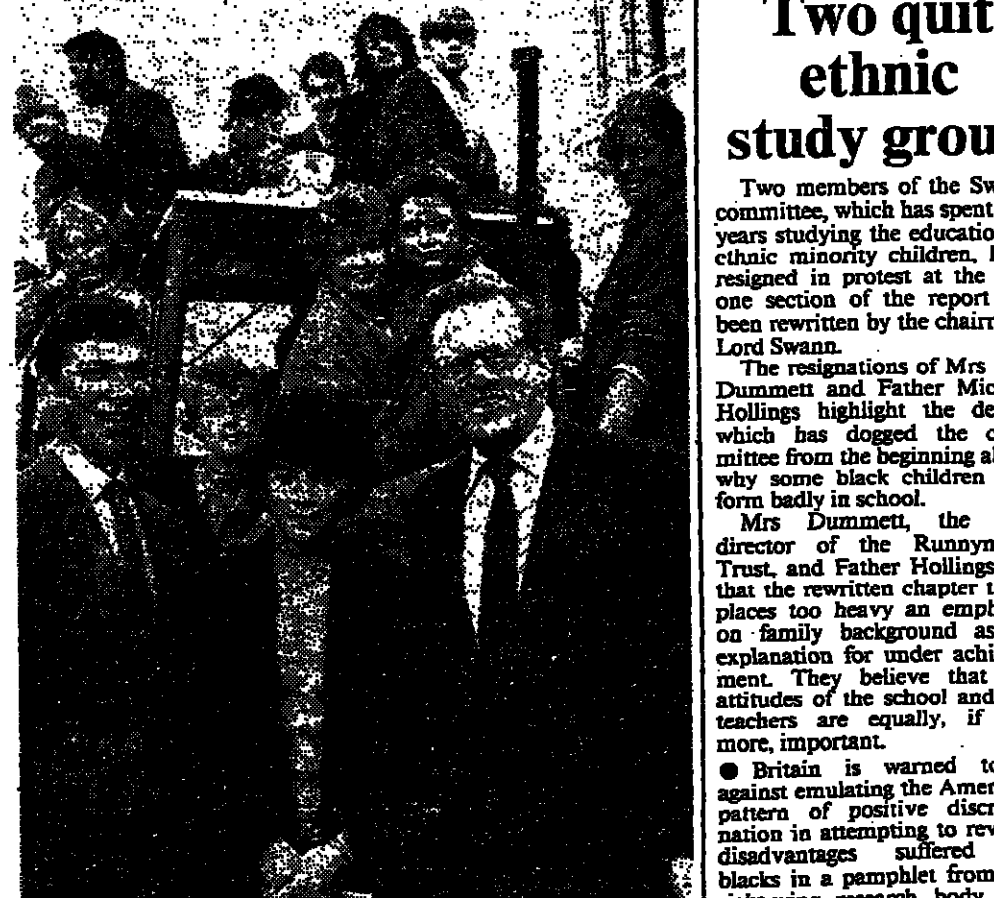 Two quit
ethnic
study grou
Two members of the Sw
committee, which has spent
years studying the educatio
ethnic minority children, h
resigned in protest at the
one section of the report
been rewritten by the chairm
Lord Swann.
The resignations of Mrs
Dummett and Father Mic
Hollings highlight the de
which has dogged the c
mittee from the beginning a
why some black children
form badly in school.
Mrs Dummett, the
director of the Runnym
Trust, and Father Hollings
that the rewritten chapter t
places too heavy an emph
on family background as
explanation for under achi
ment. They believe that
attitudes of the school and
teachers are equally, if
more, important.
● Britain is warned to
against emulating the Amer
pattern of positive discr
nation in attempting to rev
disadvantages suffered
blacks in a pamphlet from
research body